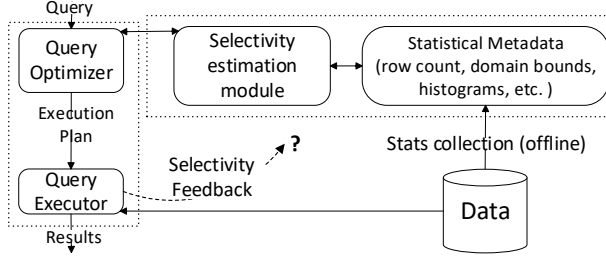 Query
Query
Optimizer
Execution
Plan
Query
Executor
Results
Selectivity
estimation
module
Statistical Metadata
(row count, domain bounds,
histograms, etc. )
?
Selectivity
Feedback
Stats collection (offline)
Data